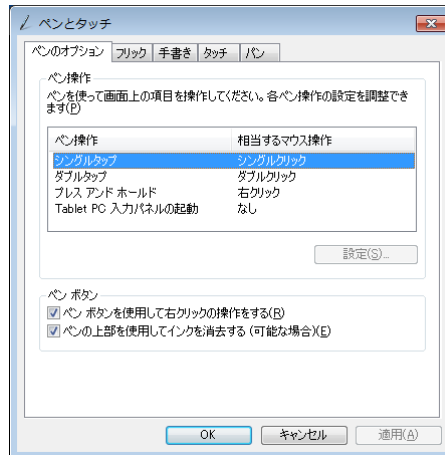 ペンとタッチ
ペンのオプション フリック 手書き タッチ パン
ペン操作
ペンを使って画面上の項目を操作してください。各ペン操作の設定を調整でき
ます(P)
ペン操作 相当するマウス操作
シングルタップ シングルクリック
ダブルタップ ダブルクリック
プレス アンド ホールド 右クリック
Tablet PC 入力パネルの起動 なし
設定(S)...
ペン ボタン
ペン ボタンを使用して右クリックの操作をする(R)
ペンの上部を使用してインクを消去する (可能な場合)(E)
OK キャンセル 適用(A)